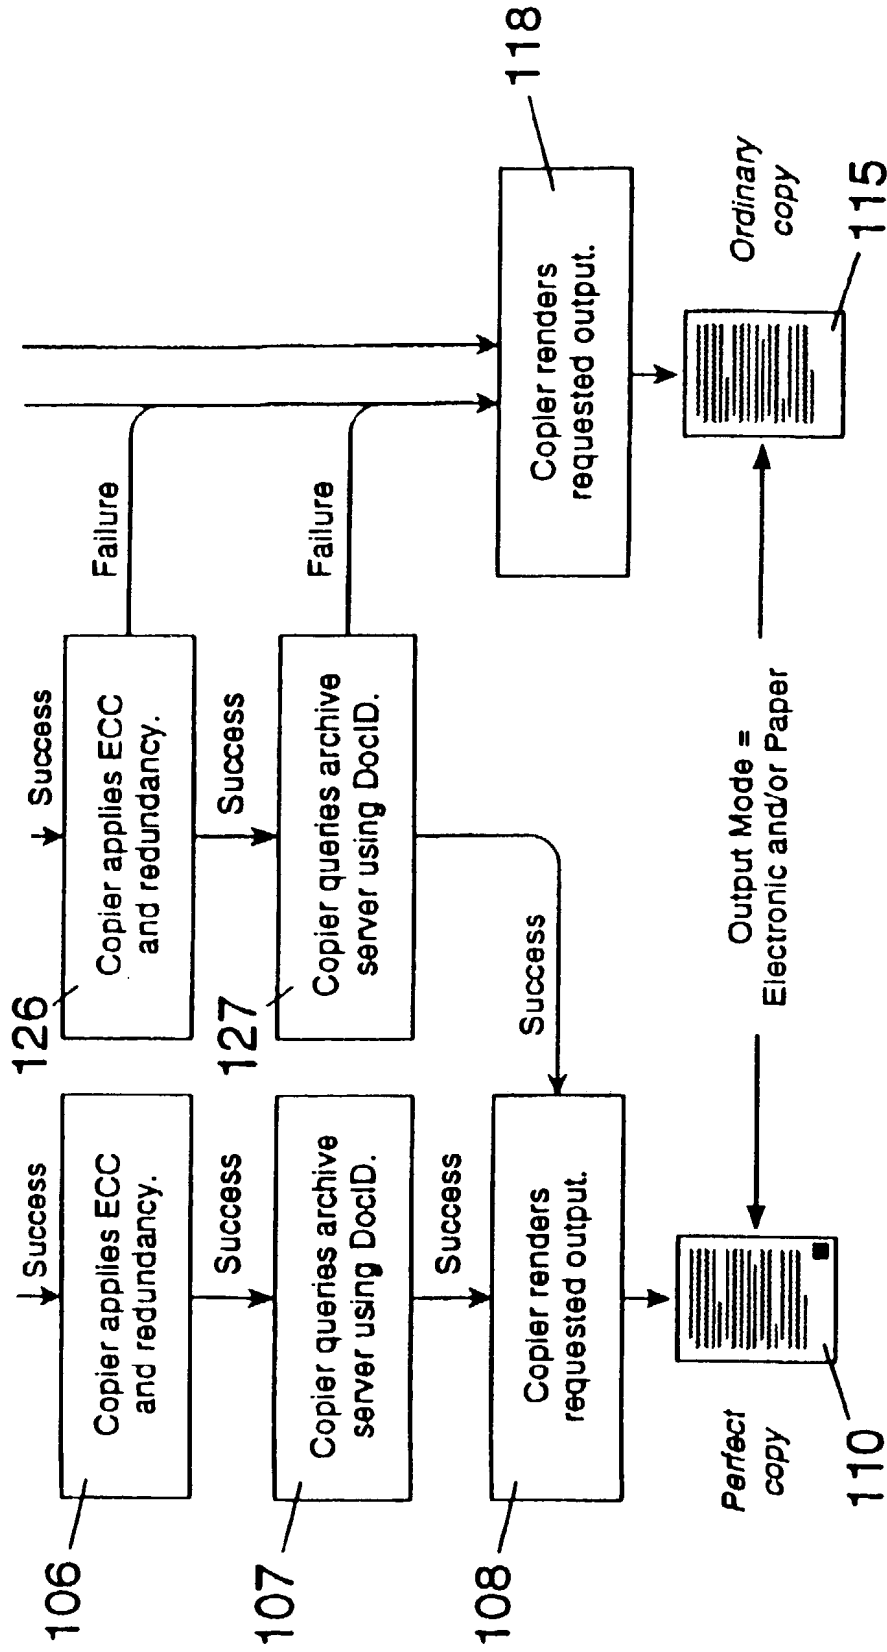 Success
Success
106
Copier applies ECC
and redundancy.
126
Copier applies ECC
and redundancy.
Failure
Success
Success
107
Copier queries archive
server using DocID.
127
Copier queries archive
server using DocID.
Failure
Success
Success
108
Copier renders
requested output.
Copier renders
requested output.
118
Perfect
copy
110
Output Mode =
Electronic and/or Paper
Ordinary
copy
115